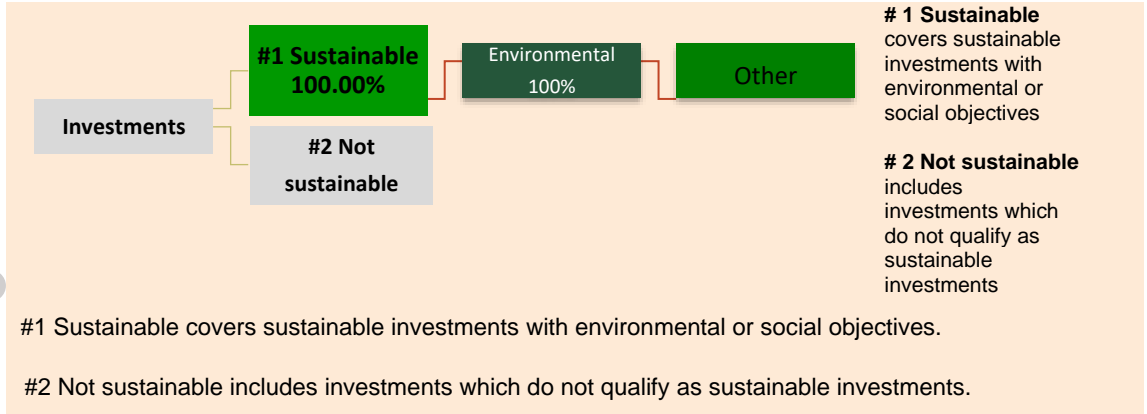 Investments
#1 Sustainable
100.00%
#2 Not
sustainable
Environmental
100%
Other
# 1 Sustainable
covers sustainable
investments with
environmental or
social objectives
# 2 Not sustainable
includes
investments which
do not qualify as
sustainable
investments
#1 Sustainable covers sustainable investments with environmental or social objectives.
#2 Not sustainable includes investments which do not qualify as sustainable investments.